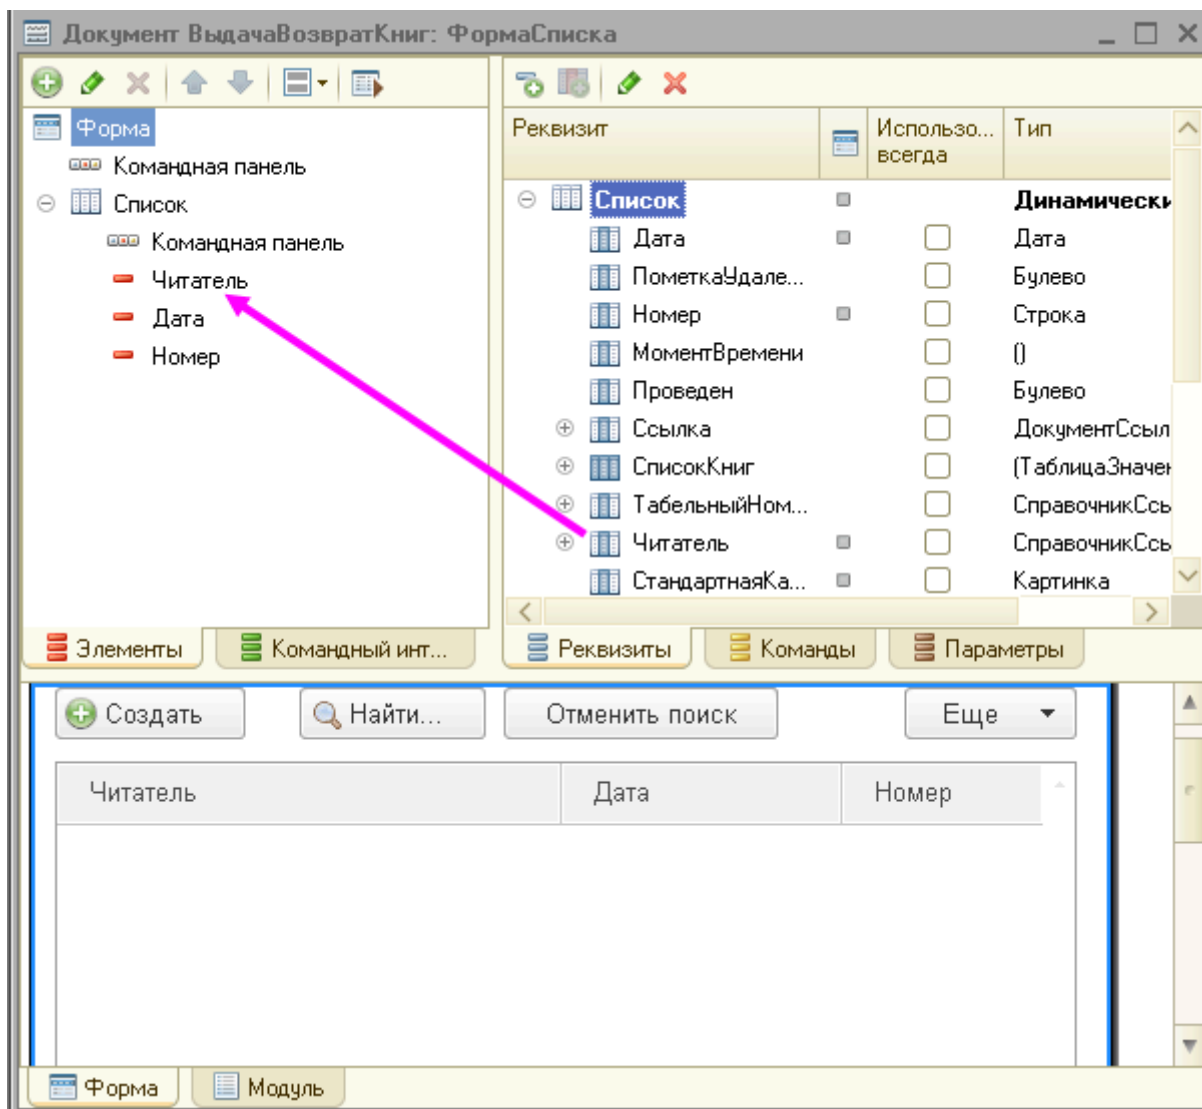 Документ ВыдачаВозвратКниг: ФормаСписка
Форма
Командная панель
Список
Командная панель
Читатель
Дата
Номер
Реквизит
Использо...
всегда
Тип
Список
Динамически
Дата
Дата
ПометкаУдале...
Булево
Номер
Строка
МоментВремени
()
Проведен
Булево
Ссылка
ДокументСсыл
СписокКниг
(ТаблицаЗначен
ТабельныйНом...
СправочникСсь
Читатель
СправочникСсь
СтандартнаяКа...
Картинка
Элементы
Командный инт...
Реквизиты
Команды
Параметры
Создать
Найти...
Отменить поиск
Еще
Читатель
Дата
Номер
Форма
Модуль